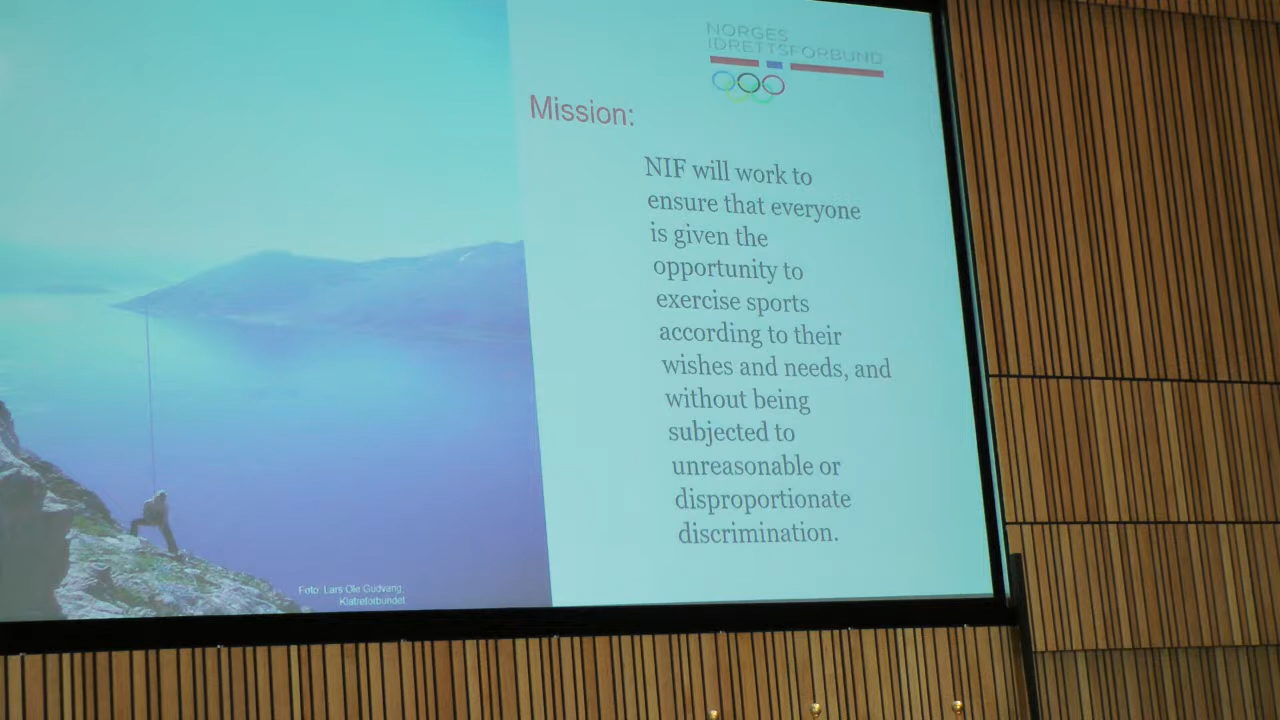 NORGES
IDRETTSFORBUND
Mission:
NIF will work to
ensure that everyone
is given the
opportunity to
exercise sports
according to their
wishes and needs, and
without being
subjected to
unreasonable or
disproportionate
discrimination.
Foto: Lars Ole Gudvang,
Klatreforbundet